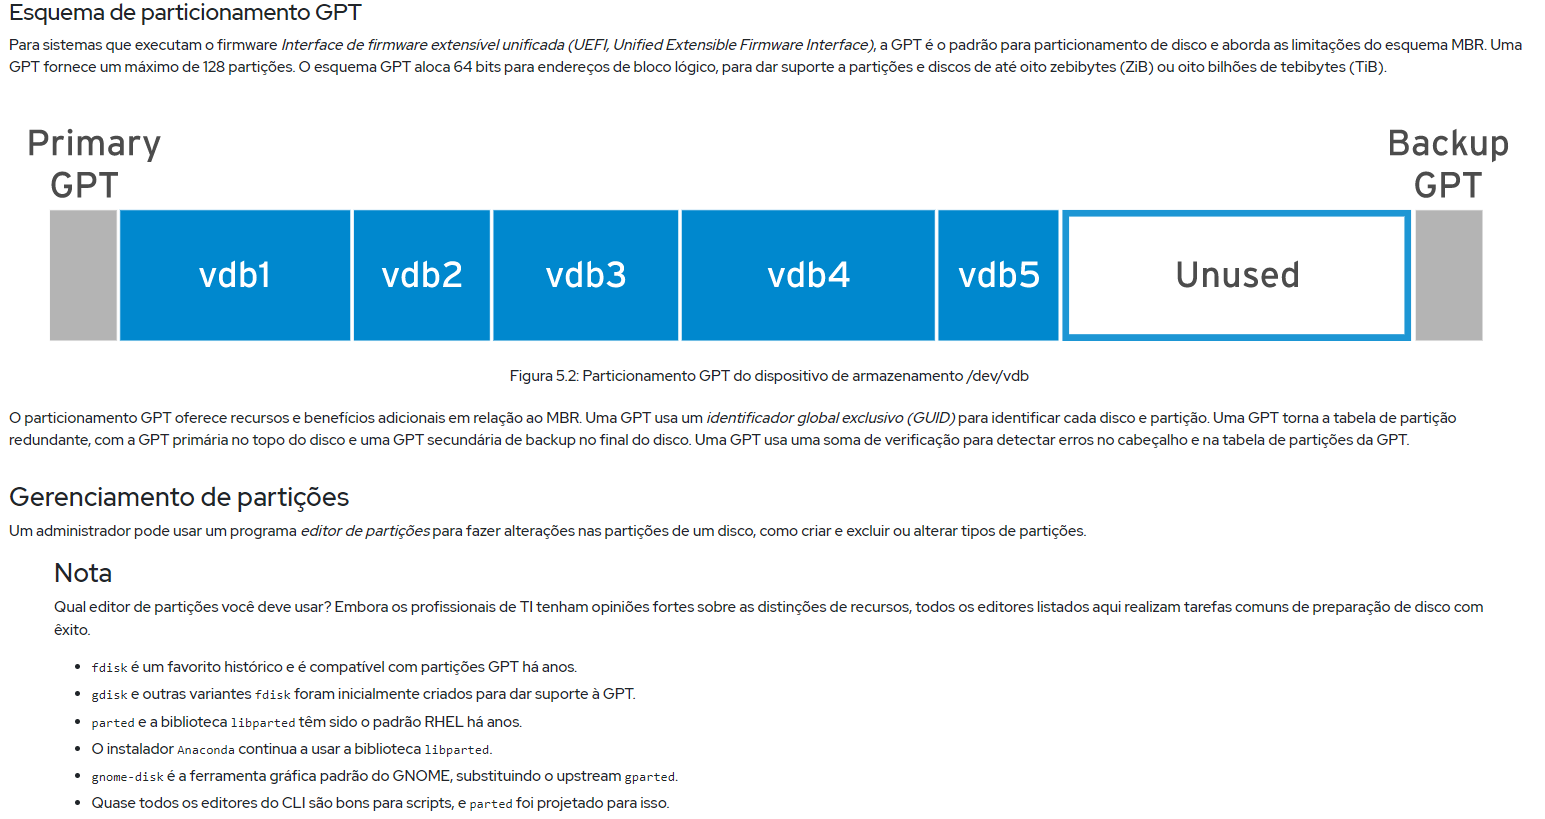 Esquema de particionamento GPT
Para sistemas que executam o firmware Interface de firmware extensível unificada (UEFI, Unified Extensible Firmware Interface), a GPT é o padrão para particionamento de disco e aborda as limitações do esquema MBR. Uma
GPT fornece um máximo de 128 partições. O esquema GPT aloca 64 bits para endereços de bloco lógico, para dar suporte a partições e discos de até oito zebibytes (ZiB) ou oito bilhões de tebibytes (TiB).
Primary
GPT
Backup
GPT
vdb1 vdb2 vdb3 vdb4 vdb5 Unused
Figura 5.2: Particionamento GPT do dispositivo de armazenamento /dev/vdb
O particionamento GPT oferece recursos e benefícios adicionais em relação ao MBR. Uma GPT usa um identificador global exclusivo (GUID) para identificar cada disco e partição. Uma GPT torna a tabela de partição
redundante, com a GPT primária no topo do disco e uma GPT secundária de backup no final do disco. Uma GPT usa uma soma de verificação para detectar erros no cabeçalho e na tabela de partições da GPT.
Gerenciamento de partições
Um administrador pode usar um programa editor de partições para fazer alterações nas partições de um disco, como criar e excluir ou alterar tipos de partições.
Nota
Qual editor de partições você deve usar? Embora os profissionais de TI tenham opiniões fortes sobre as distinções de recursos, todos os editores listados aqui realizam tarefas comuns de preparação de disco com
êxito.
• fdisk é um favorito histórico e é compatível com partições GPT há anos.
• gdisk e outras variantes fdisk foram inicialmente criados para dar suporte à GPT.
• parted e a biblioteca libparted têm sido o padrão RHEL há anos.
• O instalador Anaconda continua a usar a biblioteca libparted.
• gnome-disk é a ferramenta gráfica padrão do GNOME, substituindo o upstream gparted.
• Quase todos os editores do CLI são bons para scripts, e parted foi projetado para isso.